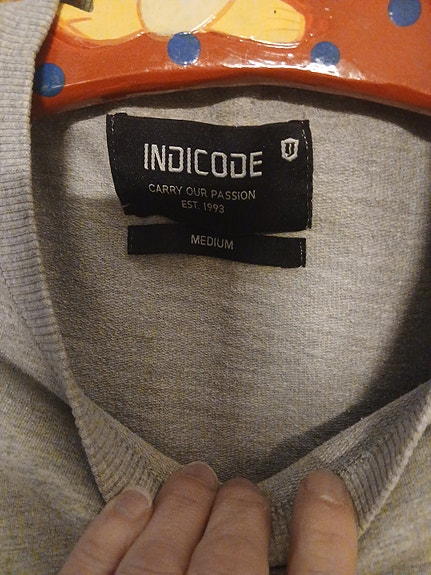 INDICODE
CARRY OUR PASSION
EST. 1993
MEDIUM